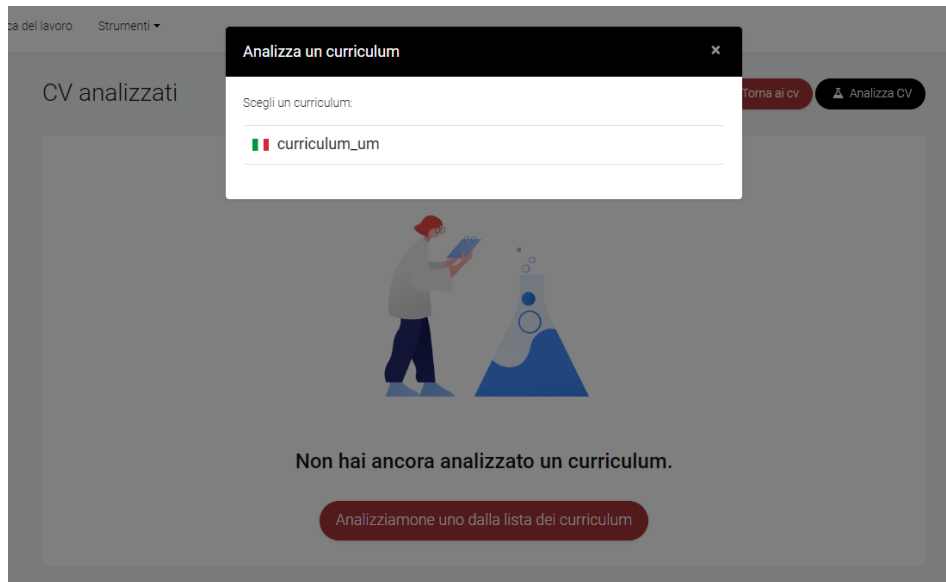 del lavoro Strumenti
Analizza un curriculum ×
CV analizzati
Scegli un curriculum:
Torna ai cv Analizza CV
curriculum_um
Non hai ancora analizzato un curriculum.
Analizziamone uno dalla lista dei curriculum